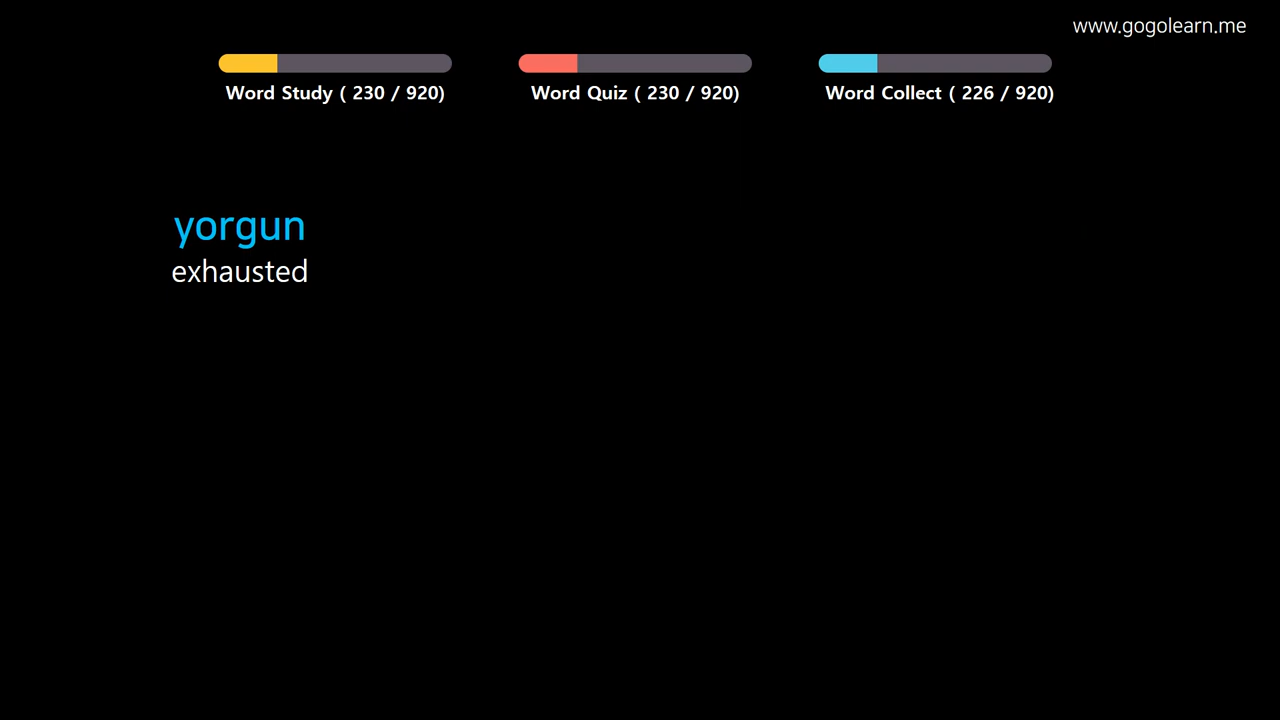 www.gogolearn.me
Word Study ( 230 / 920)
Word Quiz ( 230 / 920)
Word Collect ( 226 / 920)
yorgun
exhausted